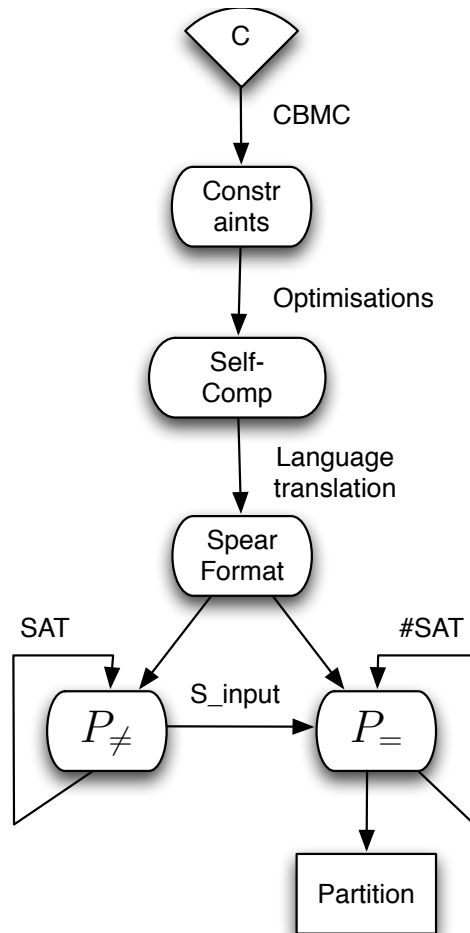 C
CBMC
Constr
aints
Optimisations
Self-
Comp
Language
translation
Spear
Format
SAT
#SAT
S_input
P≠
P=
Partition